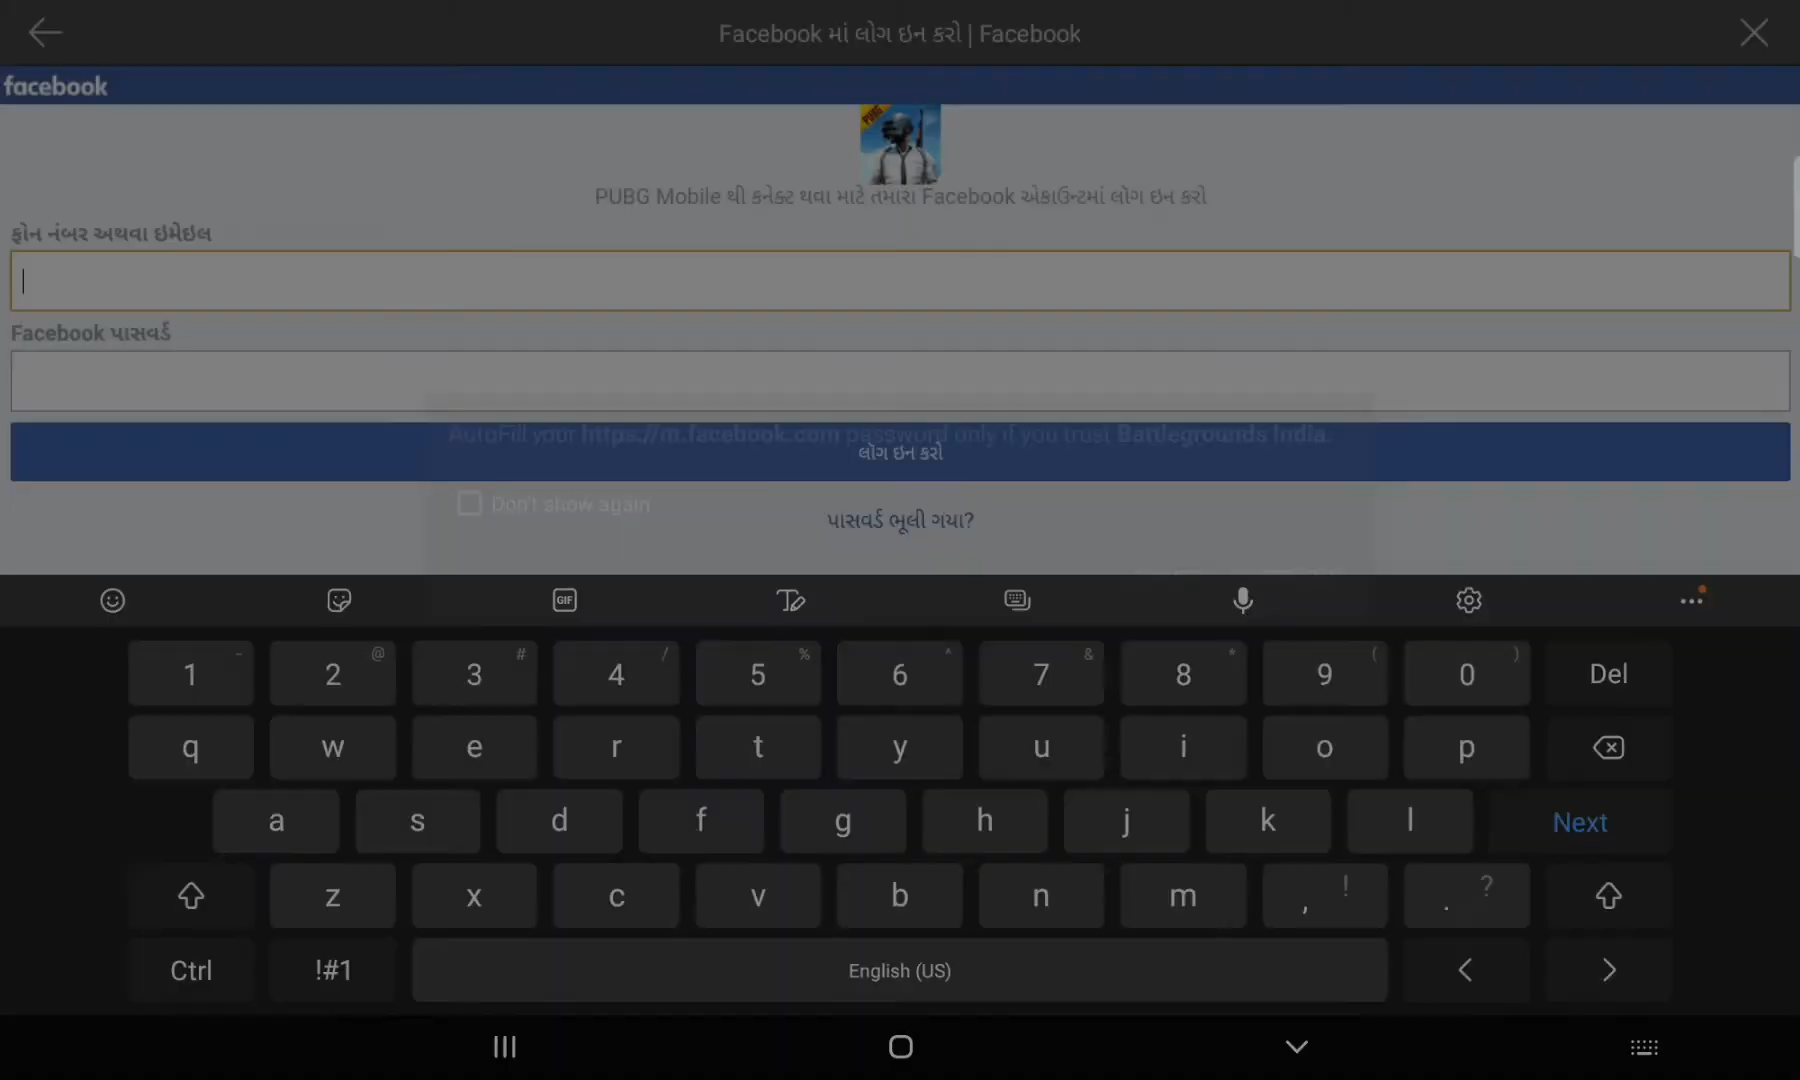 Facebook માં લોગ ઇન કરો | Facebook
facebook
PUBG
PUBG Mobile થી કનેક્ટ થવા માટે તમારા Facebook એકાઉન્ટમાં લૉગ ઇન કરો
ફોન નંબર અથવા ઇમેઇલ
Facebook પાસવર્ડ
AutoFill your https://m.facebook.com password only if you trust Battlegrounds India.
લૉગ ઇન કરો
Don't show again
પાસવર્ડ ભૂલી ગયા?
GIF
1 - 2 @ 3 # 4 / 5 % 6 ^ 7 & 8 * 9 ( 0 ) Del
q w e r t y u i o p
a s d f g h j k l Next
z x c v b n m , ! . ?
Ctrl !#1 English (US) < >